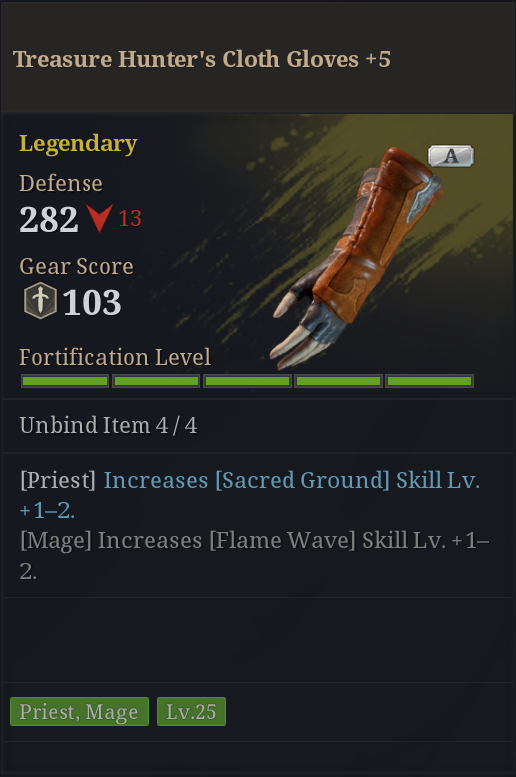 Treasure Hunter's Cloth Gloves +5
Legendary
A
Defense
282 13
Gear Score
103
Fortification Level
Unbind Item 4 / 4
[Priest] Increases [Sacred Ground] Skill Lv.
+1–2.
[Mage] Increases [Flame Wave] Skill Lv. +1–
2.
Priest, Mage Lv.25